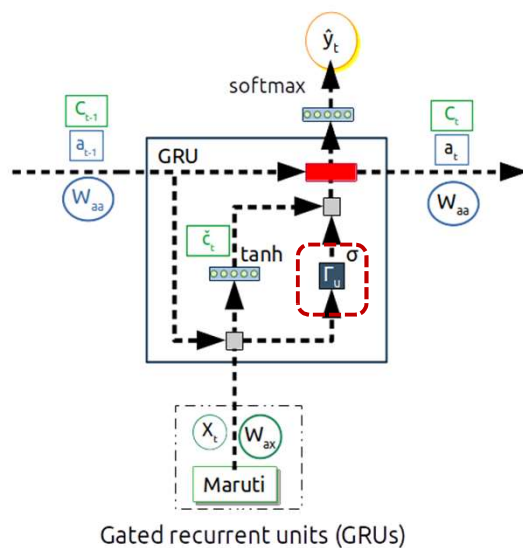 ŷt
softmax
Ct-1
Ct
at-1
GRU
at
Waa
Waa
čt
tanh
σ
Γu
Xt
Wax
Maruti
Gated recurrent units (GRUs)